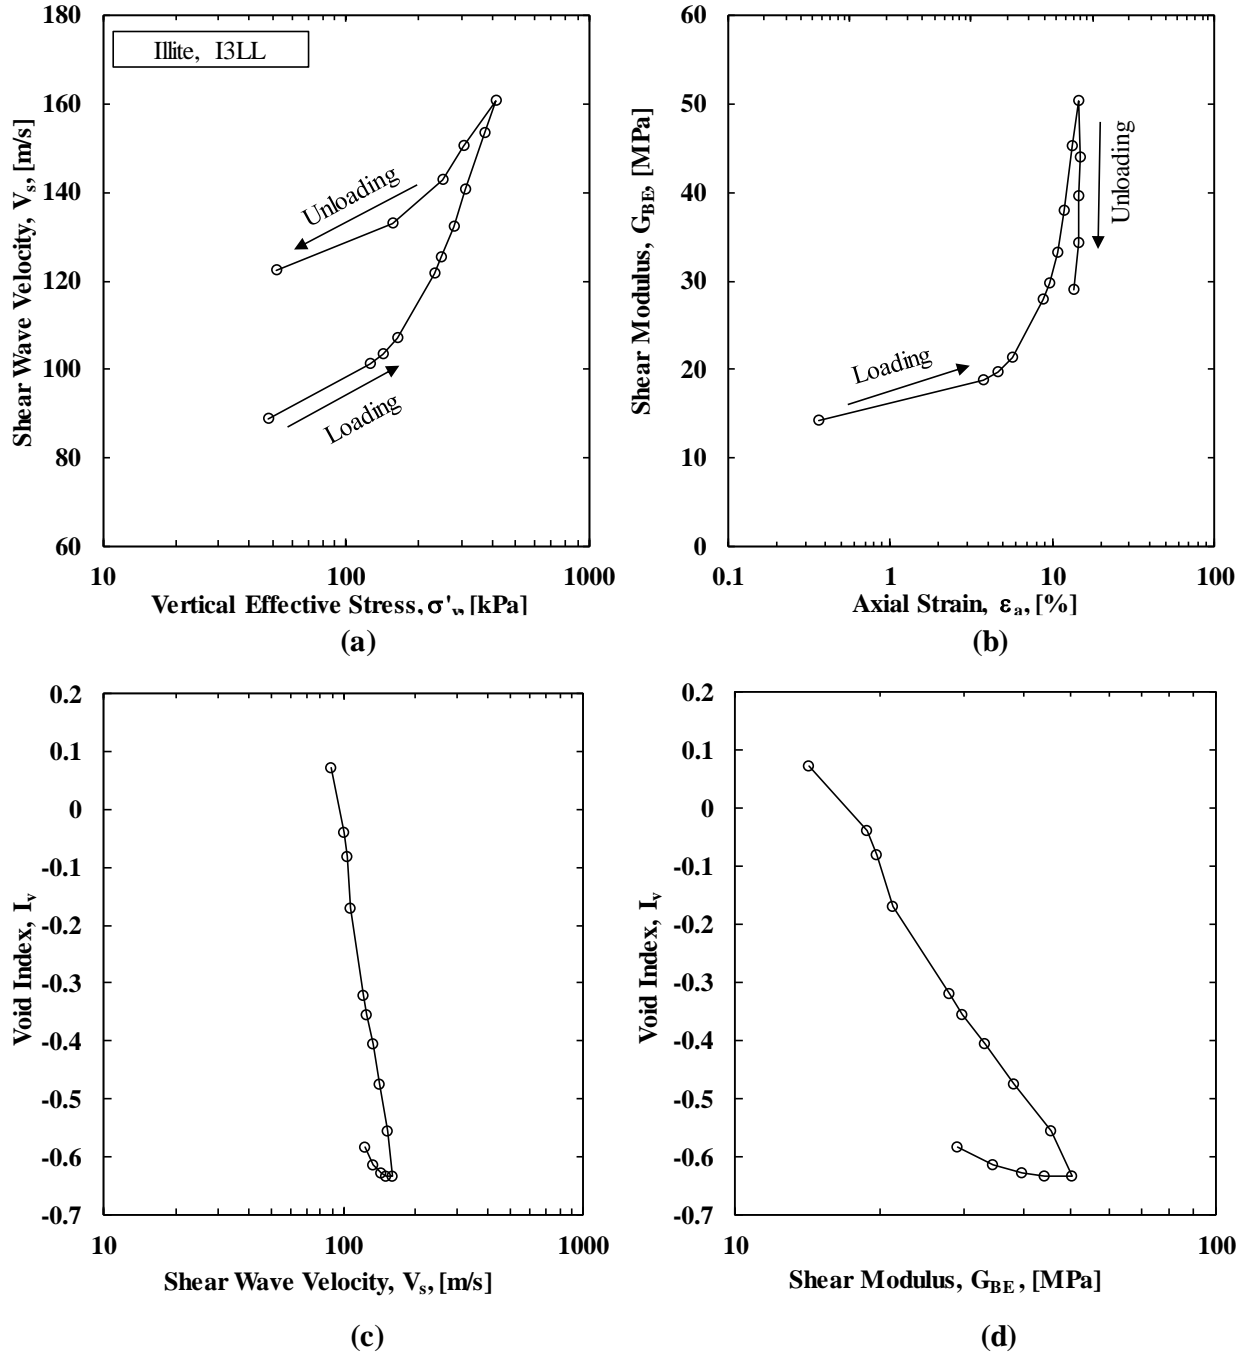 Illite, I3LL
180
160
140
120
100
80
60
Shear Wave Velocity, Vs, [m/s]
Unloading
Loading
10 100 1000
Vertical Effective Stress, σ'v, [kPa]
(a)
60
50
40
30
20
10
0
Shear Modulus, GBE, [MPa]
Unloading
Loading
0.1 1 10 100
Axial Strain, εa, [%]
(b)
0.2
0.1
0
-0.1
-0.2
-0.3
-0.4
-0.5
-0.6
-0.7
Void Index, Iv
10 100 1000
Shear Wave Velocity, Vs, [m/s]
(c)
0.2
0.1
0
-0.1
-0.2
-0.3
-0.4
-0.5
-0.6
-0.7
Void Index, Iv
10 100
Shear Modulus, GBE, [MPa]
(d)